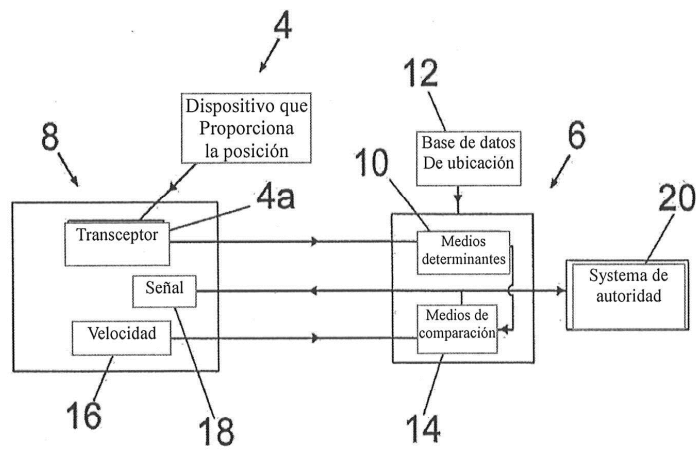 4
Dispositivo que
Proporciona
la posición
12
Base de datos
De ubicación
6
8
4a
10
20
Transceptor
Medios
determinantes
Systema de
autoridad
Señal
Velocidad
Medios de
comparación
16
18
14